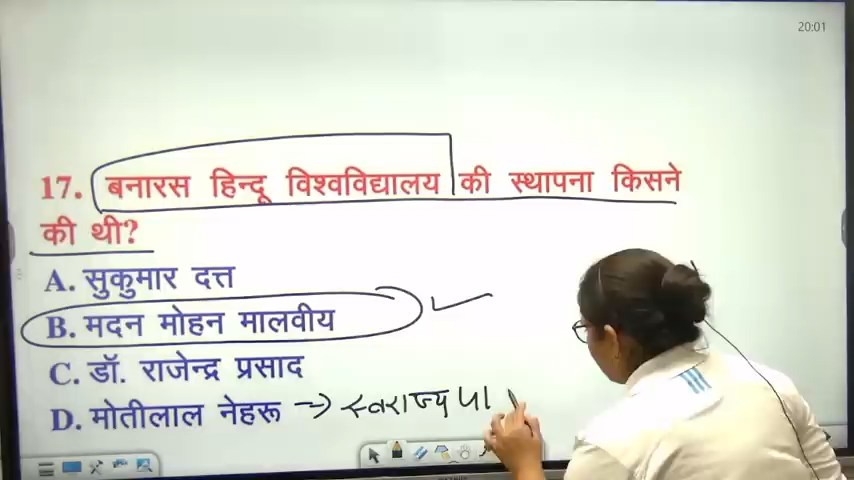 20:01
17. बनारस हिन्दू विश्वविद्यालय की स्थापना किसने
की थी?
A. सुकुमार दत्त
B. मदन मोहन मालवीय
C. डॉ. राजेन्द्र प्रसाद
D. मोतीलाल नेहरू → स्वराज्य पा